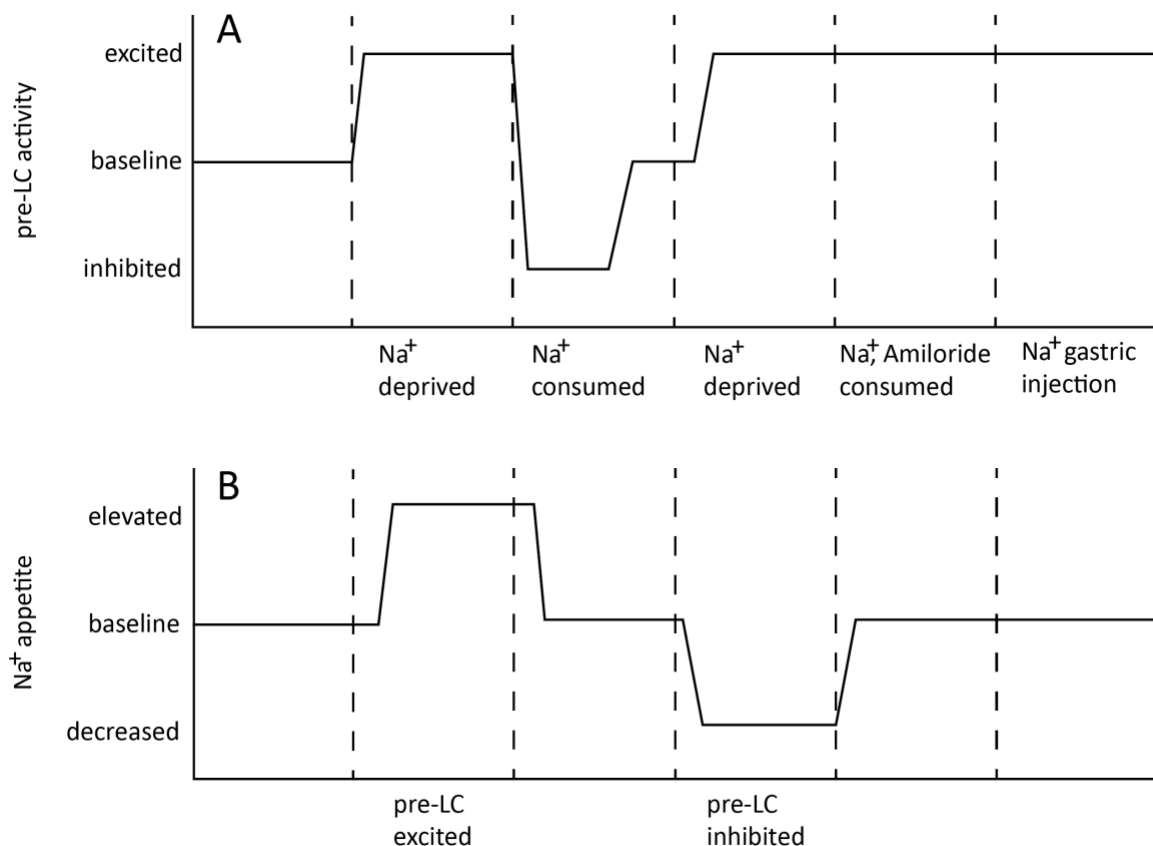 A
pre-LC activity
excited
baseline
inhibited
Na⁺ deprived
Na⁺ consumed
Na⁺ deprived
Na⁺, Amiloride consumed
Na⁺ gastric injection
B
Na⁺ appetite
elevated
baseline
decreased
pre-LC excited
pre-LC inhibited